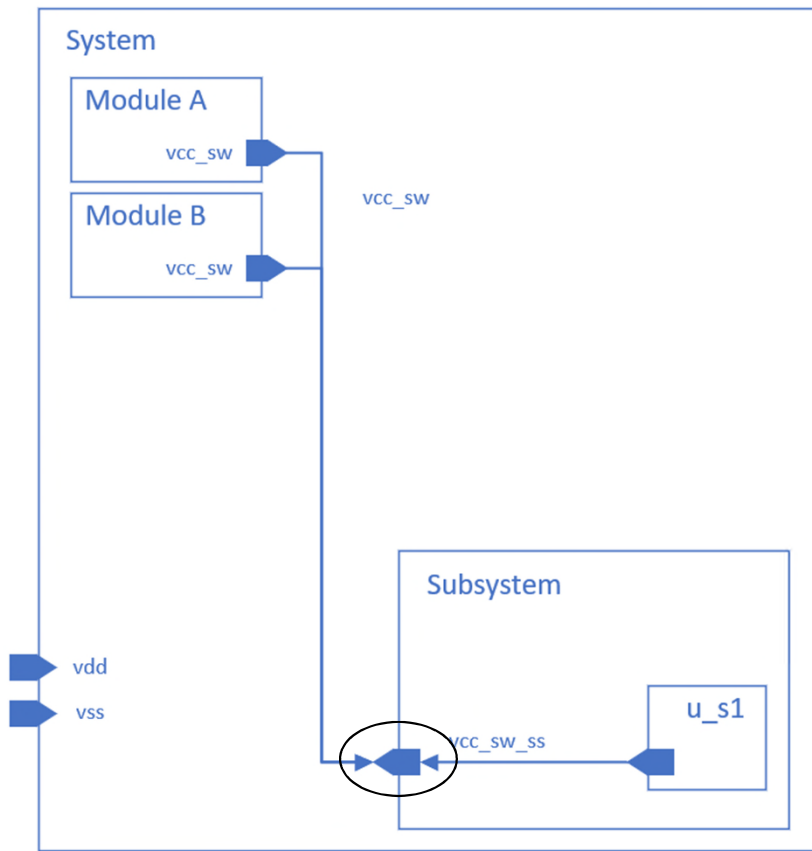 System
Module A
vcc_sw
vcc_sw
Module B
vcc_sw
Subsystem
vdd
u_s1
vss
vcc_sw_ss